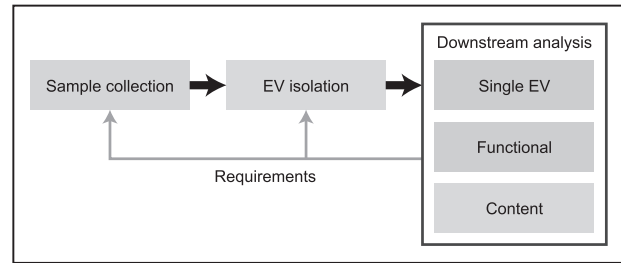 Downstream analysis
Sample collection
EV isolation
Single EV
Functional
Requirements
Content